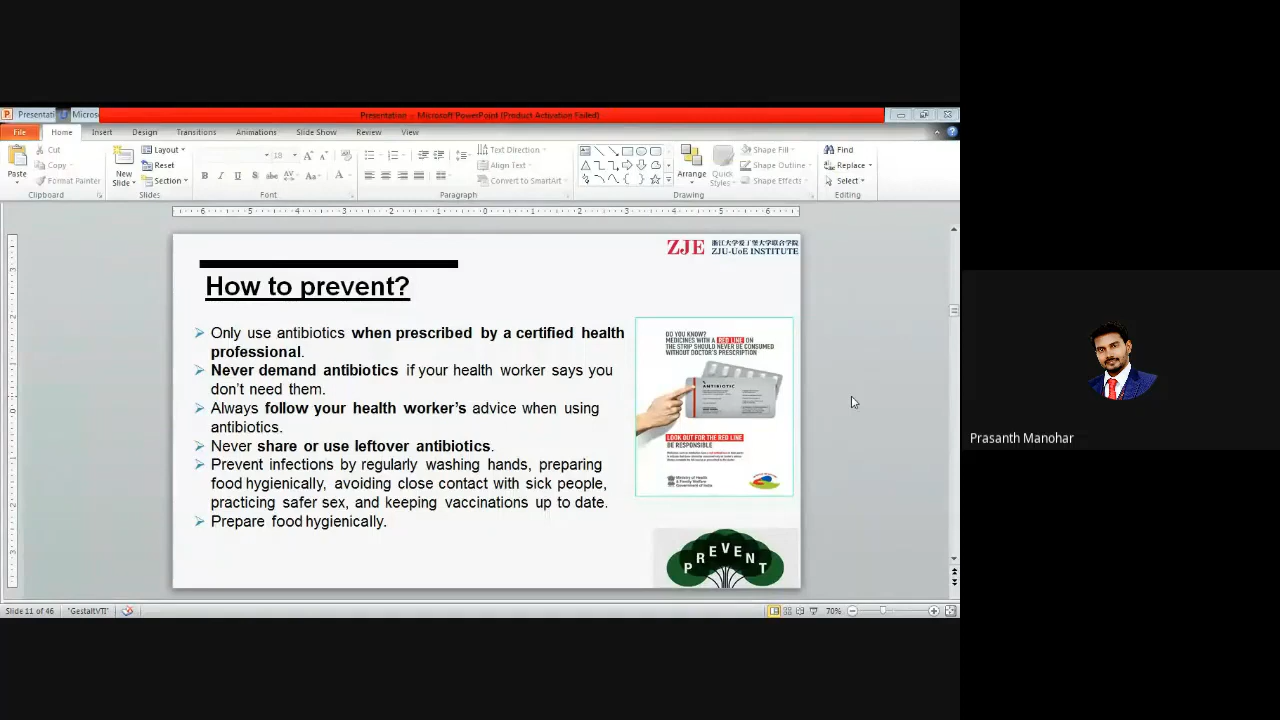 Presentati
Micros
Presentation - Microsoft PowerPoint (Product Activation Failed)
File Home Insert Design Transitions Animations Slide Show Review View
Paste
Cut
Copy
Format Painter
Clipboard
New
Slide
Layout
Reset
Section
Slides
18
Font
Text Direction
Align Text
Convert to SmartArt
Paragraph
Arrange
Quick
Styles
Shape Fill
Shape Outline
Shape Effects
Drawing
Find
Replace
Select
Editing
ZJE 浙江大学爱丁堡大学联合学院
ZJU-UoE INSTITUTE
How to prevent?
Only use antibiotics when prescribed by a certified health
professional.
Never demand antibiotics if your health worker says you
don't need them.
Always follow your health worker's advice when using
antibiotics.
Never share or use leftover antibiotics.
Prevent infections by regularly washing hands, preparing
food hygienically, avoiding close contact with sick people,
practicing safer sex, and keeping vaccinations up to date.
Prepare food hygienically.
DO YOU KNOW?
MEDICINES WITH A RED LINE ON
THE STRIP SHOULD NEVER BE CONSUMED
WITHOUT DOCTOR'S PRESCRIPTION
ANTIBIOTIC
LOOK OUT FOR THE RED LINE
BE RESPONSIBLE
Ministry of Health
& Family Welfare
Government of India
PREVENT
Prasanth Manohar
Slide 11 of 46
"GestaltVTI"
70%